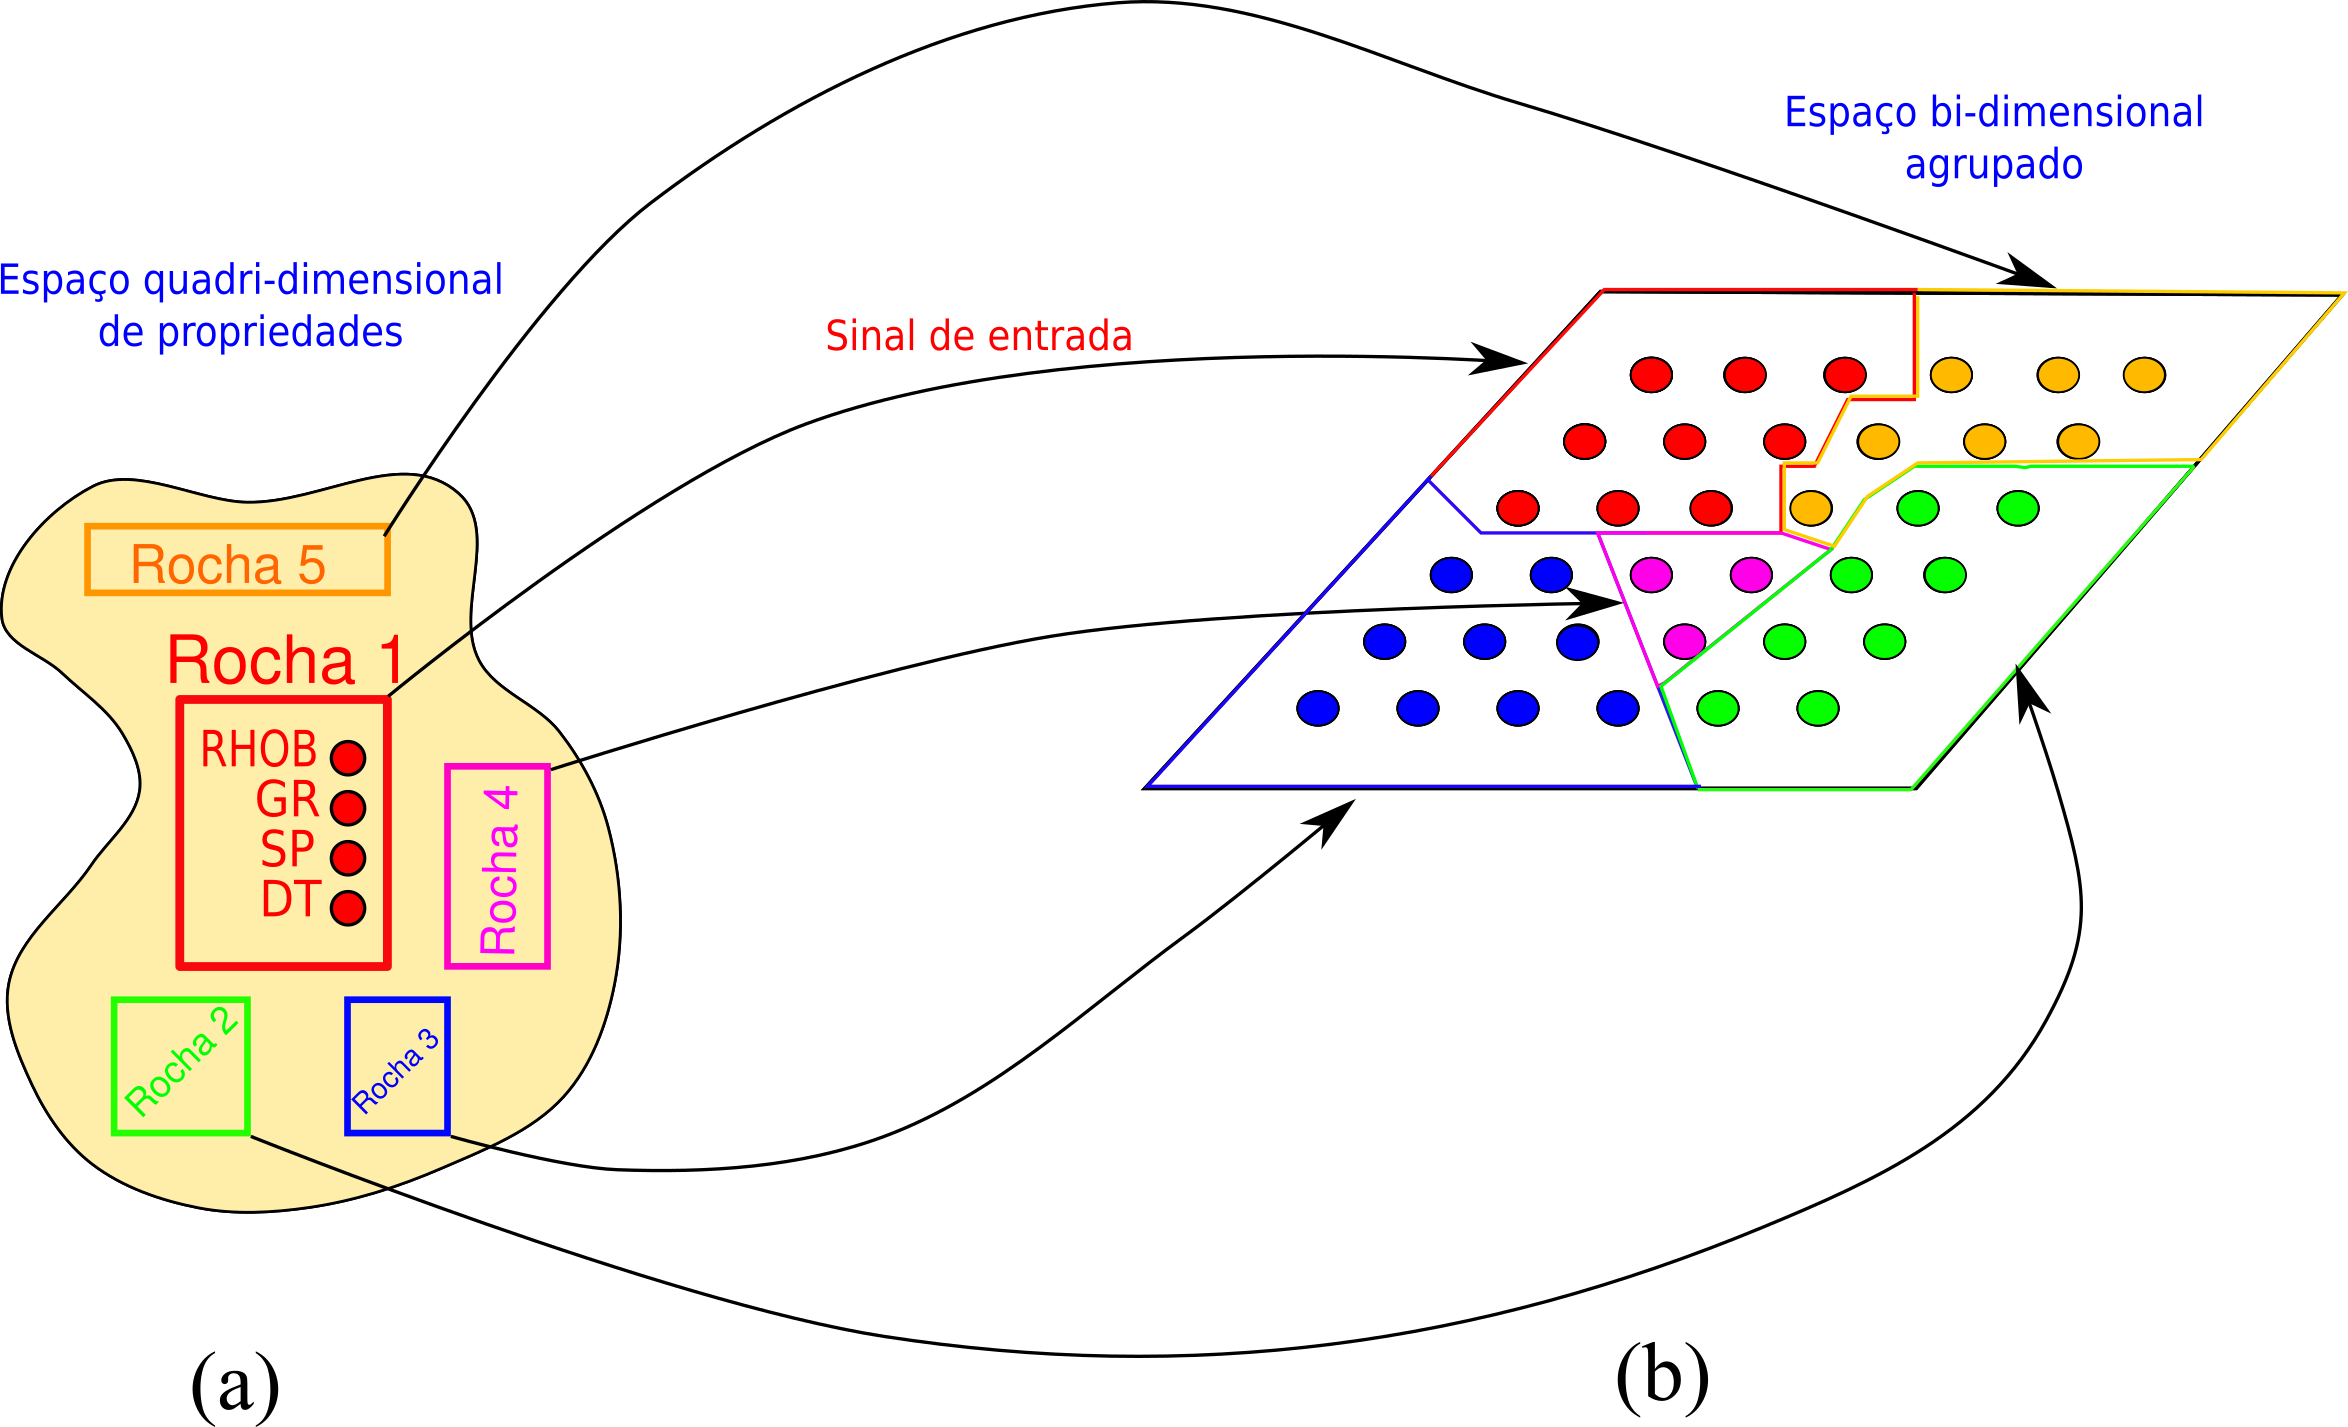 Espaço bi-dimensional
agrupado
Espaço quadri-dimensional
de propriedades
Sinal de entrada
Rocha 5
Rocha 1
RHOB
GR
SP
DT
Rocha 4
Rocha 2
Rocha 3
(a)
(b)